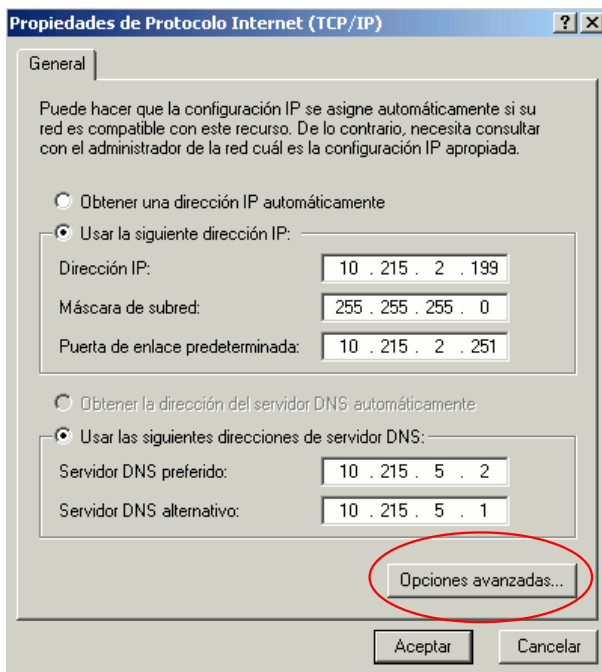 Propiedades de Protocolo Internet (TCP/IP)
General
Puede hacer que la configuración IP se asigne automáticamente si su
red es compatible con este recurso. De lo contrario, necesita consultar
con el administrador de la red cuál es la configuración IP apropiada.
Obtener una dirección IP automáticamente
Usar la siguiente dirección IP:
Dirección IP: 10 . 215 . 2 . 199
Máscara de subred: 255 . 255 . 255 . 0
Puerta de enlace predeterminada: 10 . 215 . 2 . 251
Obtener la dirección del servidor DNS automáticamente
Usar las siguientes direcciones de servidor DNS:
Servidor DNS preferido: 10 . 215 . 5 . 2
Servidor DNS alternativo: 10 . 215 . 5 . 1
Opciones avanzadas...
Aceptar Cancelar